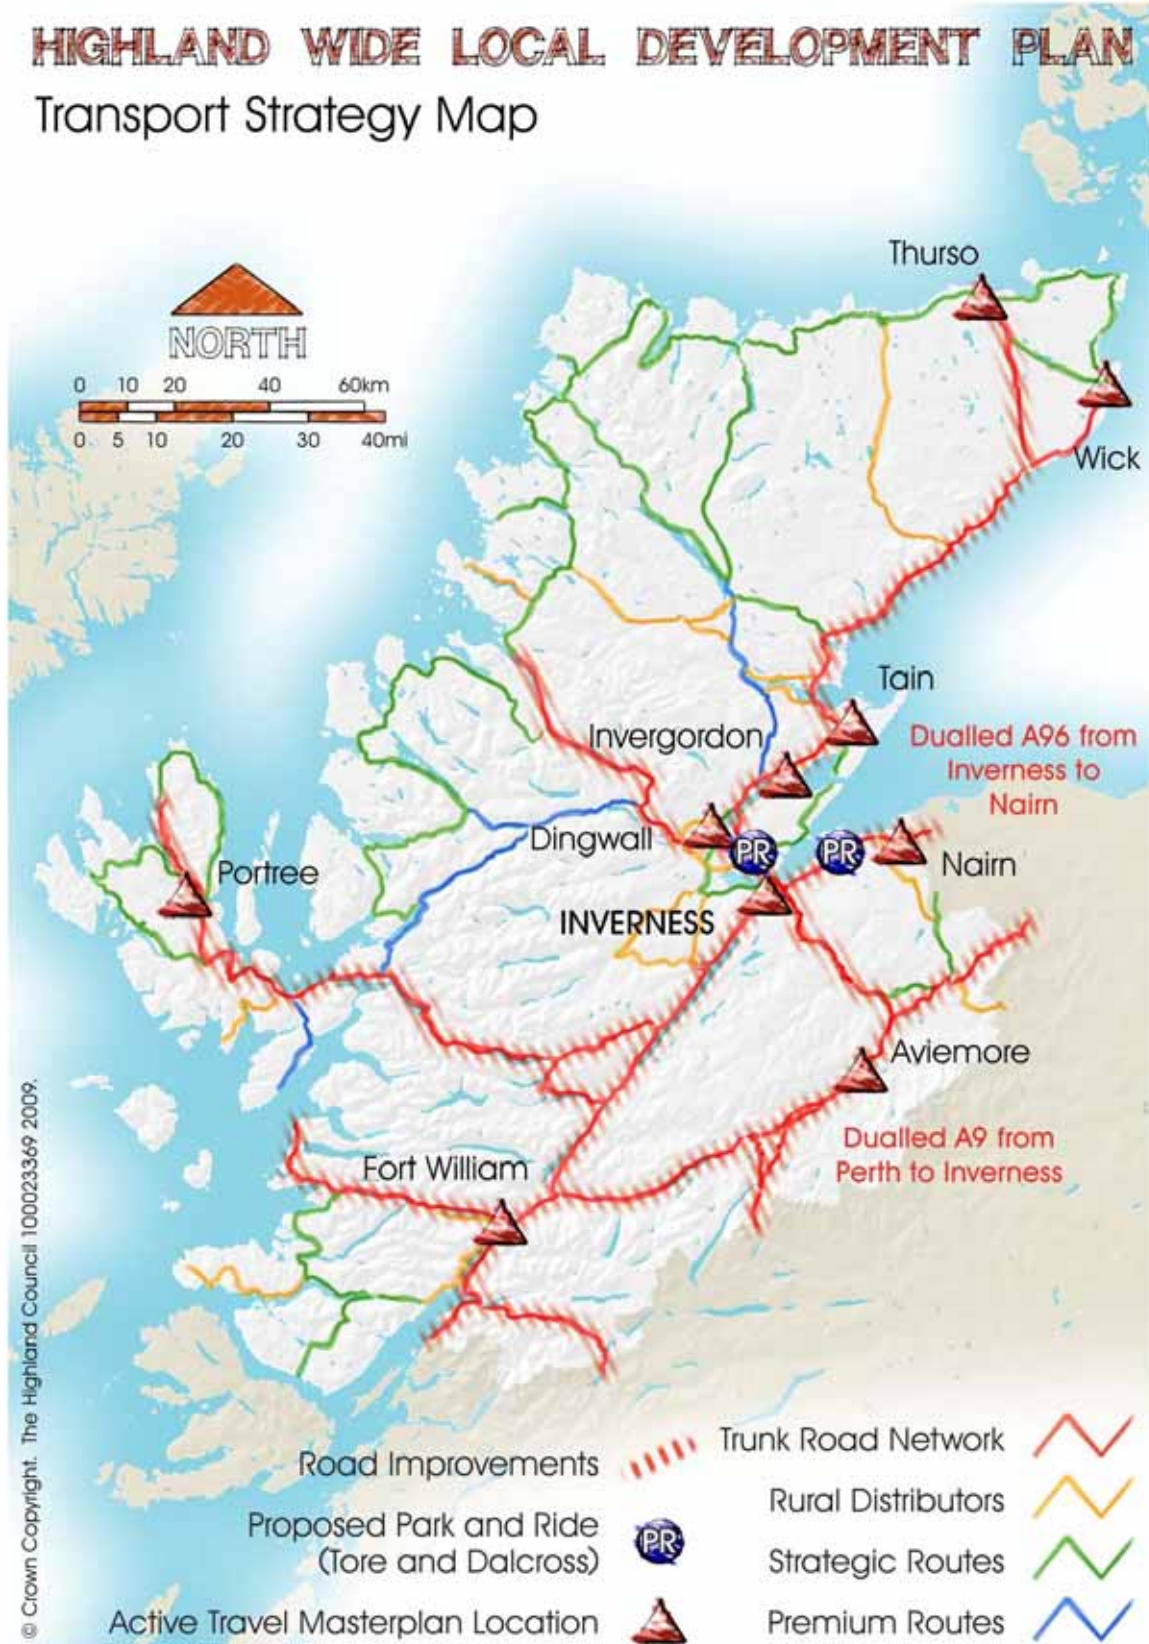 HIGHLAND WIDE LOCAL DEVELOPMENT PLAN
Transport Strategy Map
NORTH
0 10 20 40 60km
0 5 10 20 30 40mi
Thurso
Wick
Tain
Invergordon
Dualled A96 from
Inverness to
Nairn
Dingwall
PR
PR
Portree
Nairn
INVERNESS
Aviemore
Dualled A9 from
Perth to Inverness
Fort William
© Crown Copyright. The Highland Council 100023369 2009.
Road Improvements
Proposed Park and Ride
(Tore and Dalcross)
PR
Active Travel Masterplan Location
Trunk Road Network
Rural Distributors
Strategic Routes
Premium Routes